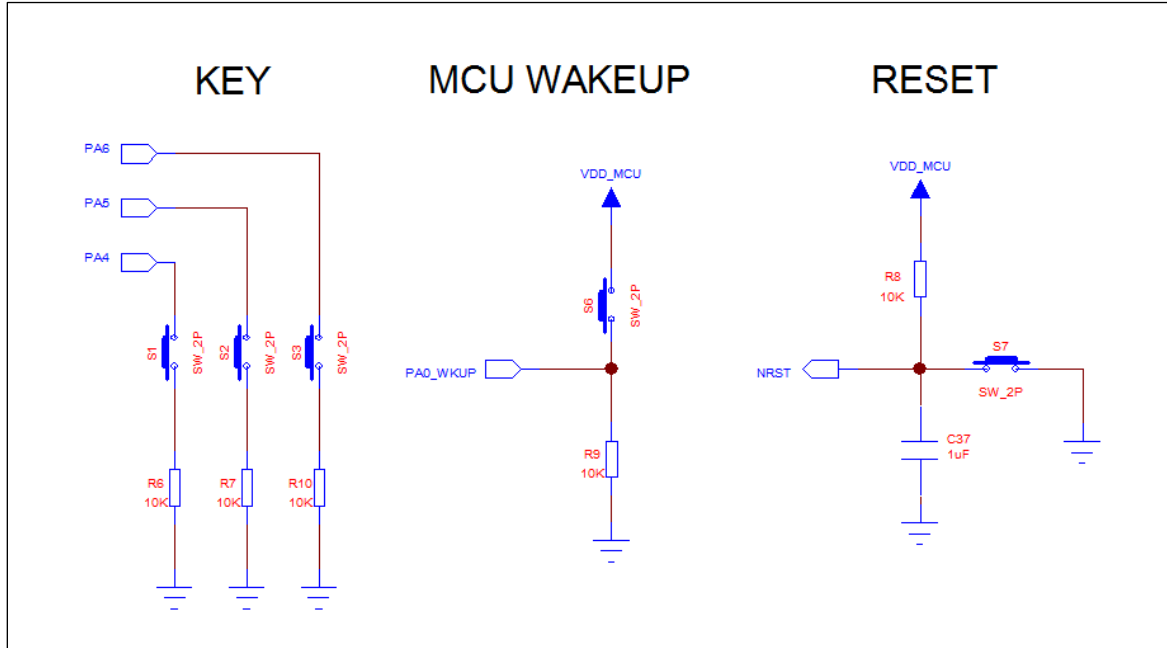 KEY
MCU WAKEUP
RESET
PA6
PA5
PA4
S1
SW_2P
S2
SW_2P
S3
SW_2P
R6
10K
R7
10K
R10
10K
VDD_MCU
S6
SW_2P
PA0_WKUP
R9
10K
VDD_MCU
R8
10K
NRST
S7
SW_2P
C37
1uF